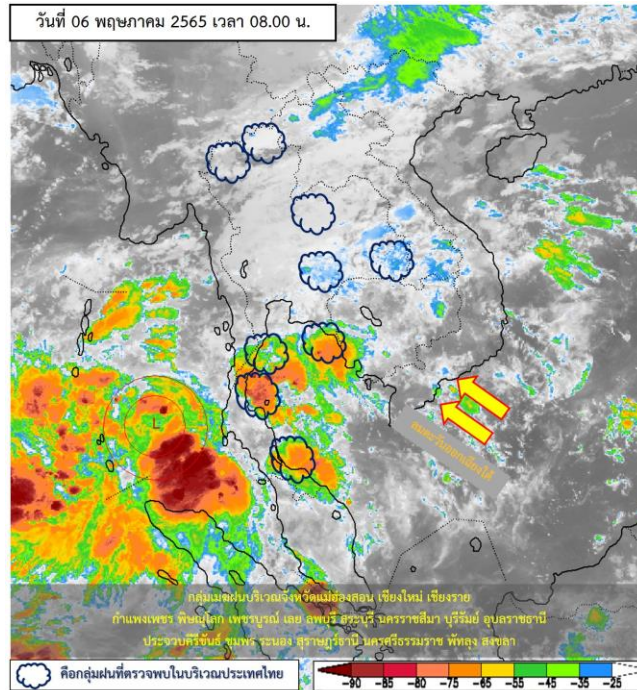 วันที่ 06 พฤษภาคม 2565 เวลา 08.00 น.
L
ลมตะวันออกเฉียงใต้
กลุ่มเมฆฝนบริเวณจังหวัดแม่ฮ่องสอน เชียงใหม่ เชียงราย
กำแพงเพชร พิษณุโลก เพชรบูรณ์ เลย ลพบุรี สระบุรี นครราชสีมา บุรีรัมย์ อุบลราชธานี
ประจวบคีรีขันธ์ ชุมพร ระนอง สุราษฎร์ธานี นครศรีธรรมราช พัทลุง สงขลา
คือกลุ่มฝนที่ตรวจพบในบริเวณประเทศไทย
-90 -85 -80 -70 -60 -55 -45 -35 -25